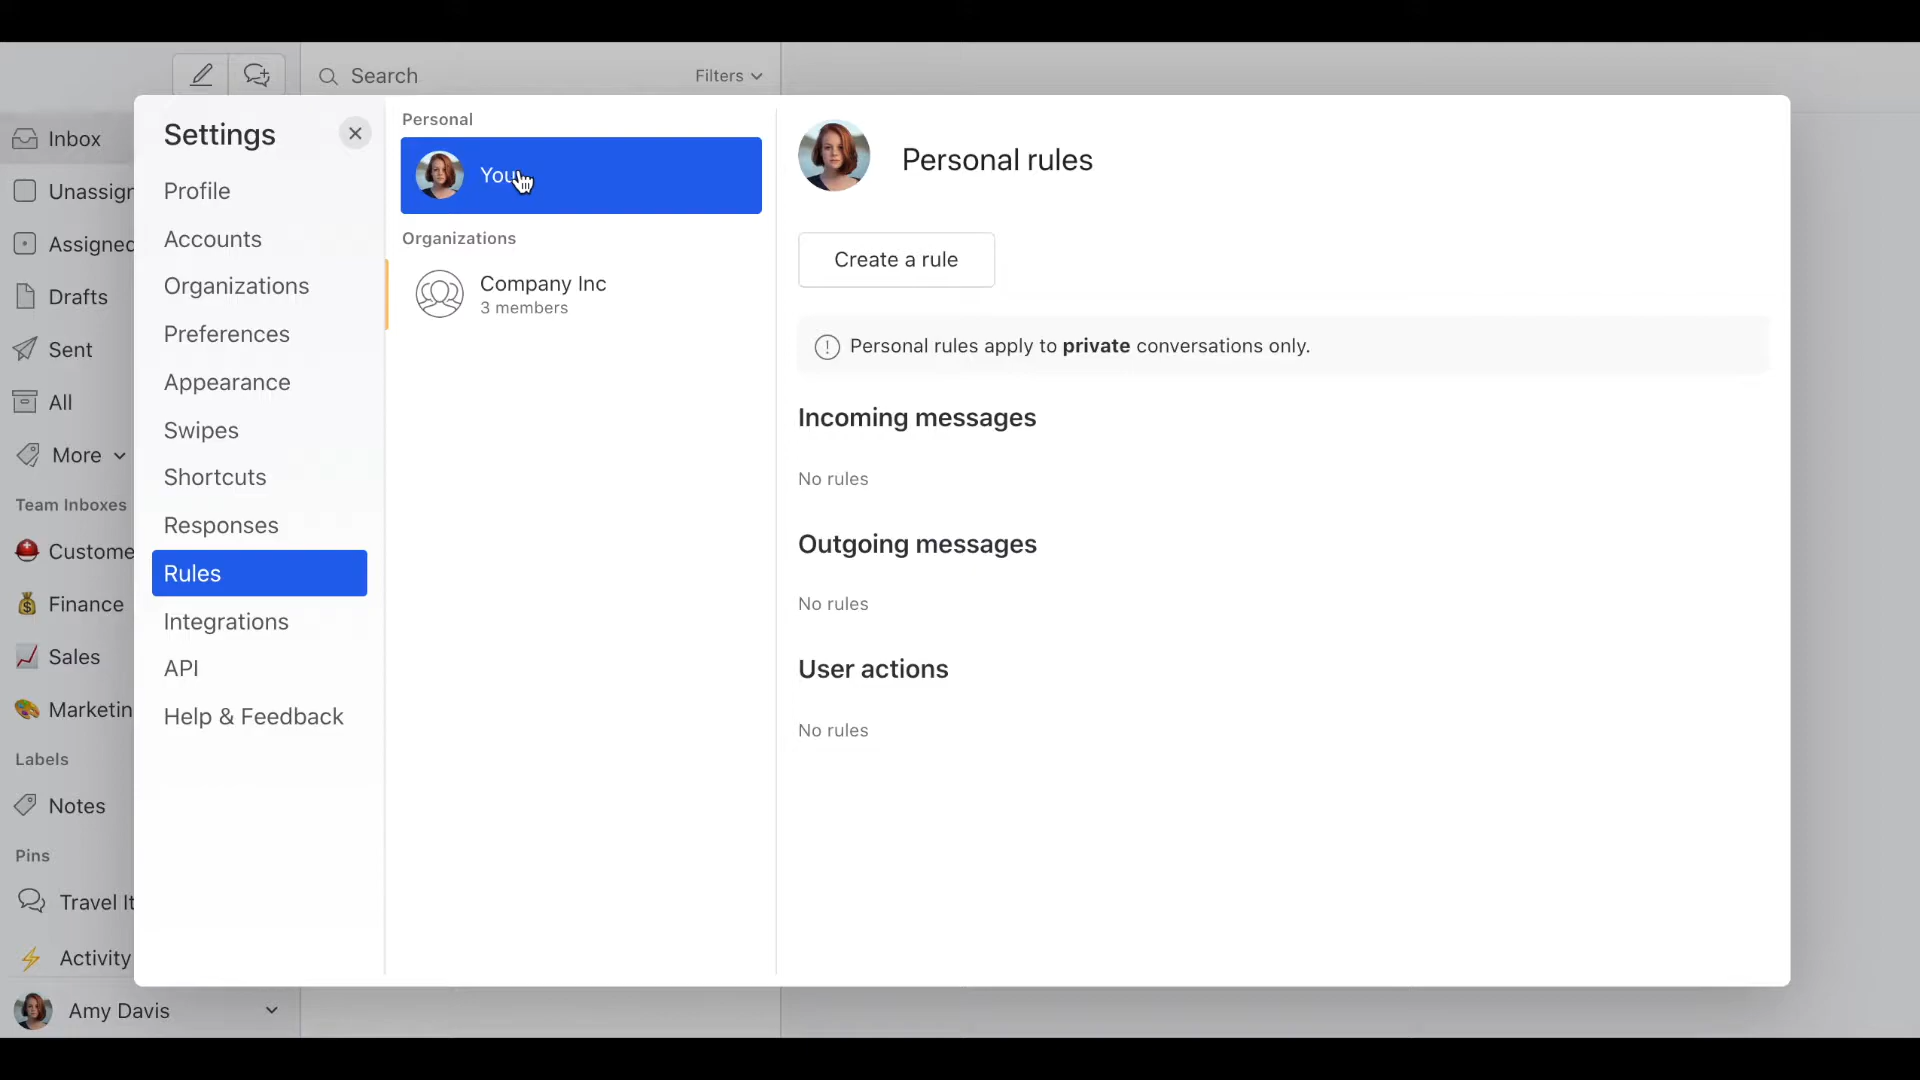 Search
Filters
Inbox
Unassign
Assigned
Drafts
Sent
All
More
Team Inboxes
Custome
Finance
Sales
Marketin
Labels
Notes
Pins
Travel It
Activity
Amy Davis
Settings
Profile
Accounts
Organizations
Preferences
Appearance
Swipes
Shortcuts
Responses
Rules
Integrations
API
Help & Feedback
Personal
You
Organizations
Company Inc
3 members
Personal rules
Create a rule
Personal rules apply to private conversations only.
Incoming messages
No rules
Outgoing messages
No rules
User actions
No rules